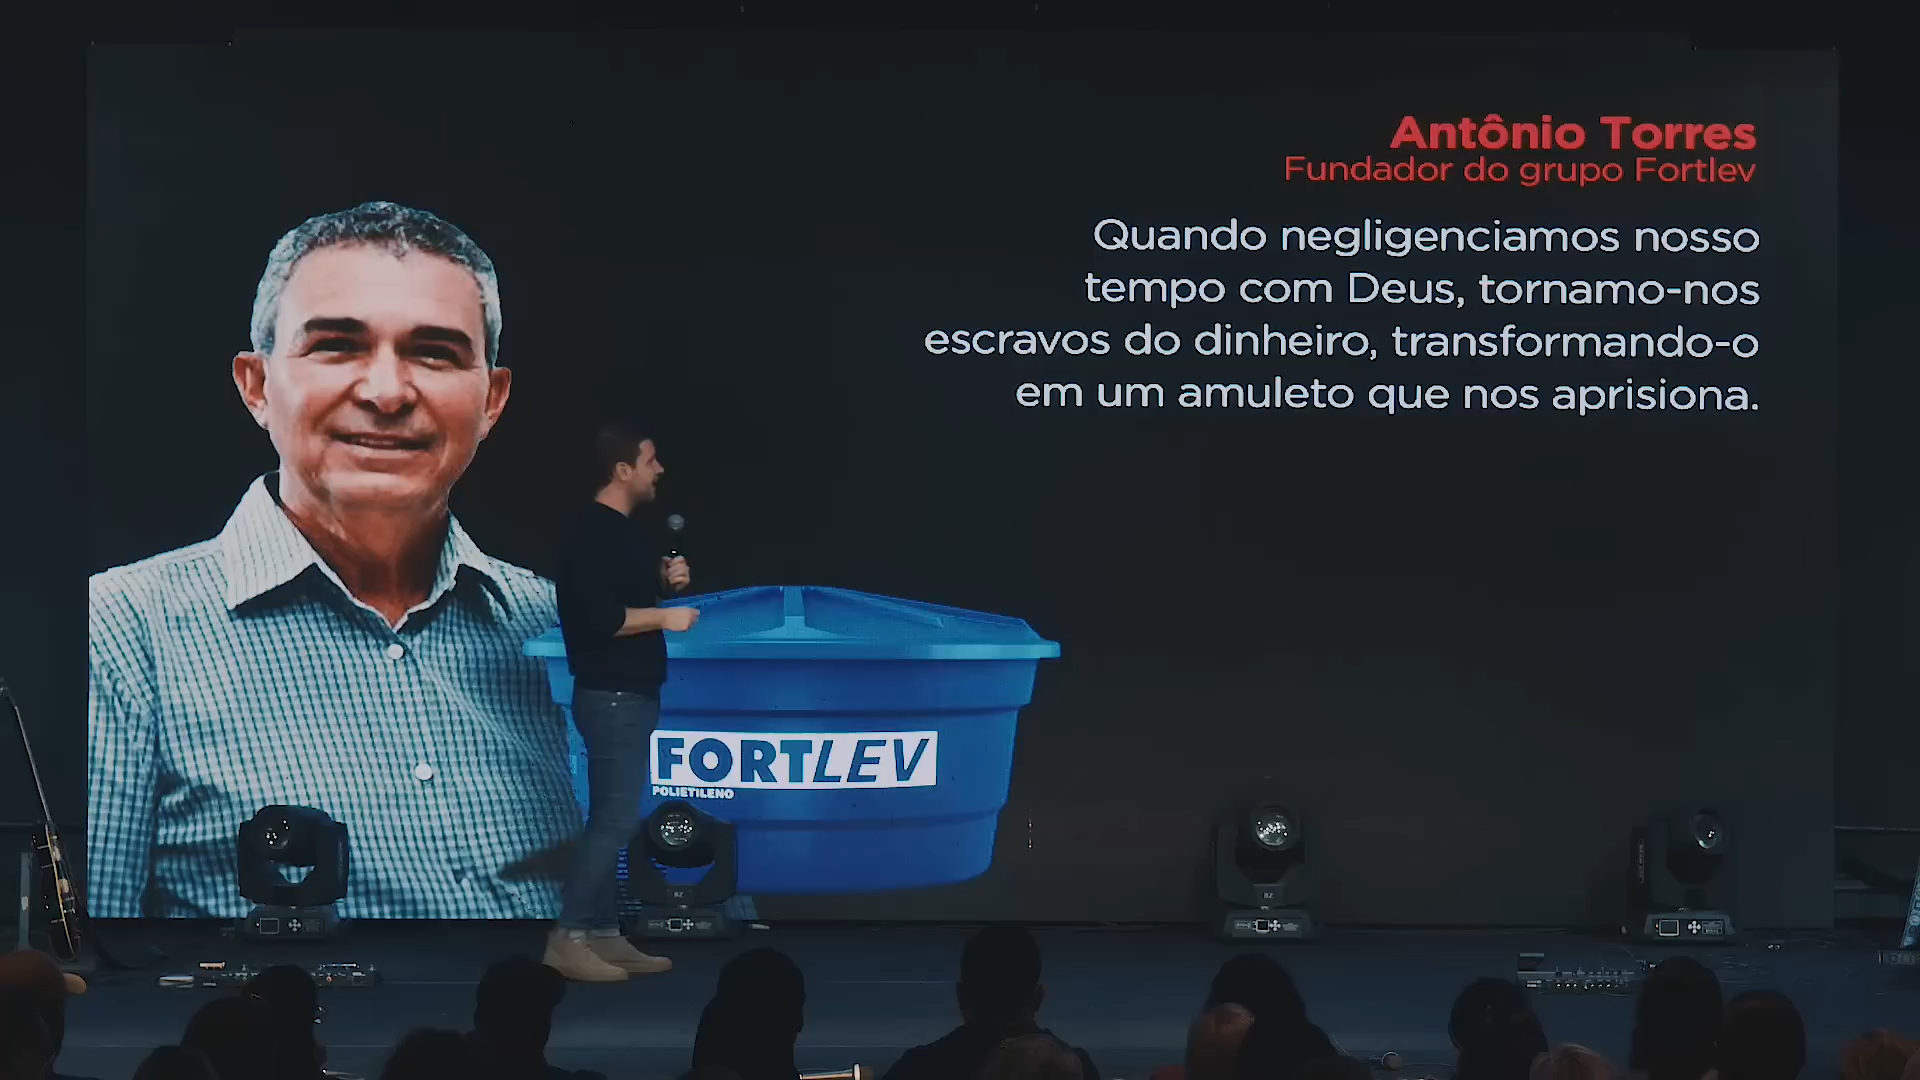 Antônio Torres
Fundador do grupo Fortlev
Quando negligenciamos nosso
tempo com Deus, tornamo-nos
escravos do dinheiro, transformando-o
em um amuleto que nos aprisiona.
FORTLEV
POLIETILENO